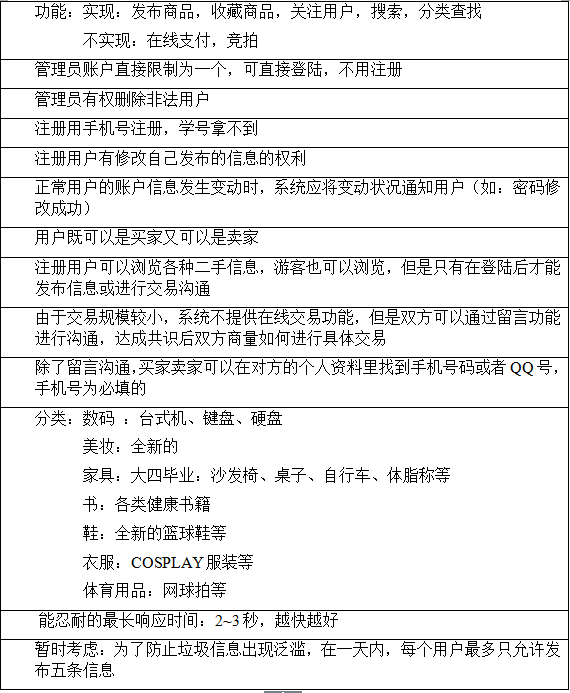 功能：实现：发布商品，收藏商品，关注用户，搜索，分类查找
不实现：在线支付，竞拍
管理员账户直接限制为一个，可直接登陆，不用注册
管理员有权删除非法用户
注册用手机号注册，学号拿不到
注册用户有修改自己发布的信息的权利
正常用户的账户信息发生变动时，系统应将变动状况通知用户（如：密码修
改成功）
用户既可以是买家又可以是卖家
注册用户可以浏览各种二手信息，游客也可以浏览，但是只有在登陆后才能
发布信息或进行交易沟通
由于交易规模较小，系统不提供在线交易功能，但是双方可以通过留言功能
进行沟通，达成共识后双方商量如何进行具体交易
除了留言沟通，买家卖家可以在对方的个人资料里找到手机号码或者 QQ 号，
手机号为必填的
分类：数码 ：台式机、键盘、硬盘
美妆：全新的
家具：大四毕业：沙发椅、桌子、自行车、体脂称等
书：各类健康书籍
鞋：全新的篮球鞋等
衣服：COSPLAY 服装等
体育用品：网球拍等
能忍耐的最长响应时间：2~3 秒，越快越好
暂时考虑：为了防止垃圾信息出现泛滥，在一天内，每个用户最多只允许发
布五条信息